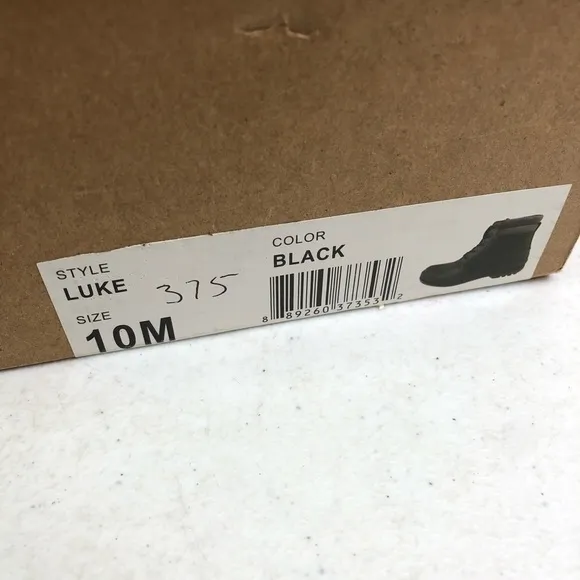 STYLE
LUKE 375
SIZE
10M
COLOR
BLACK
8 89260 37353 2